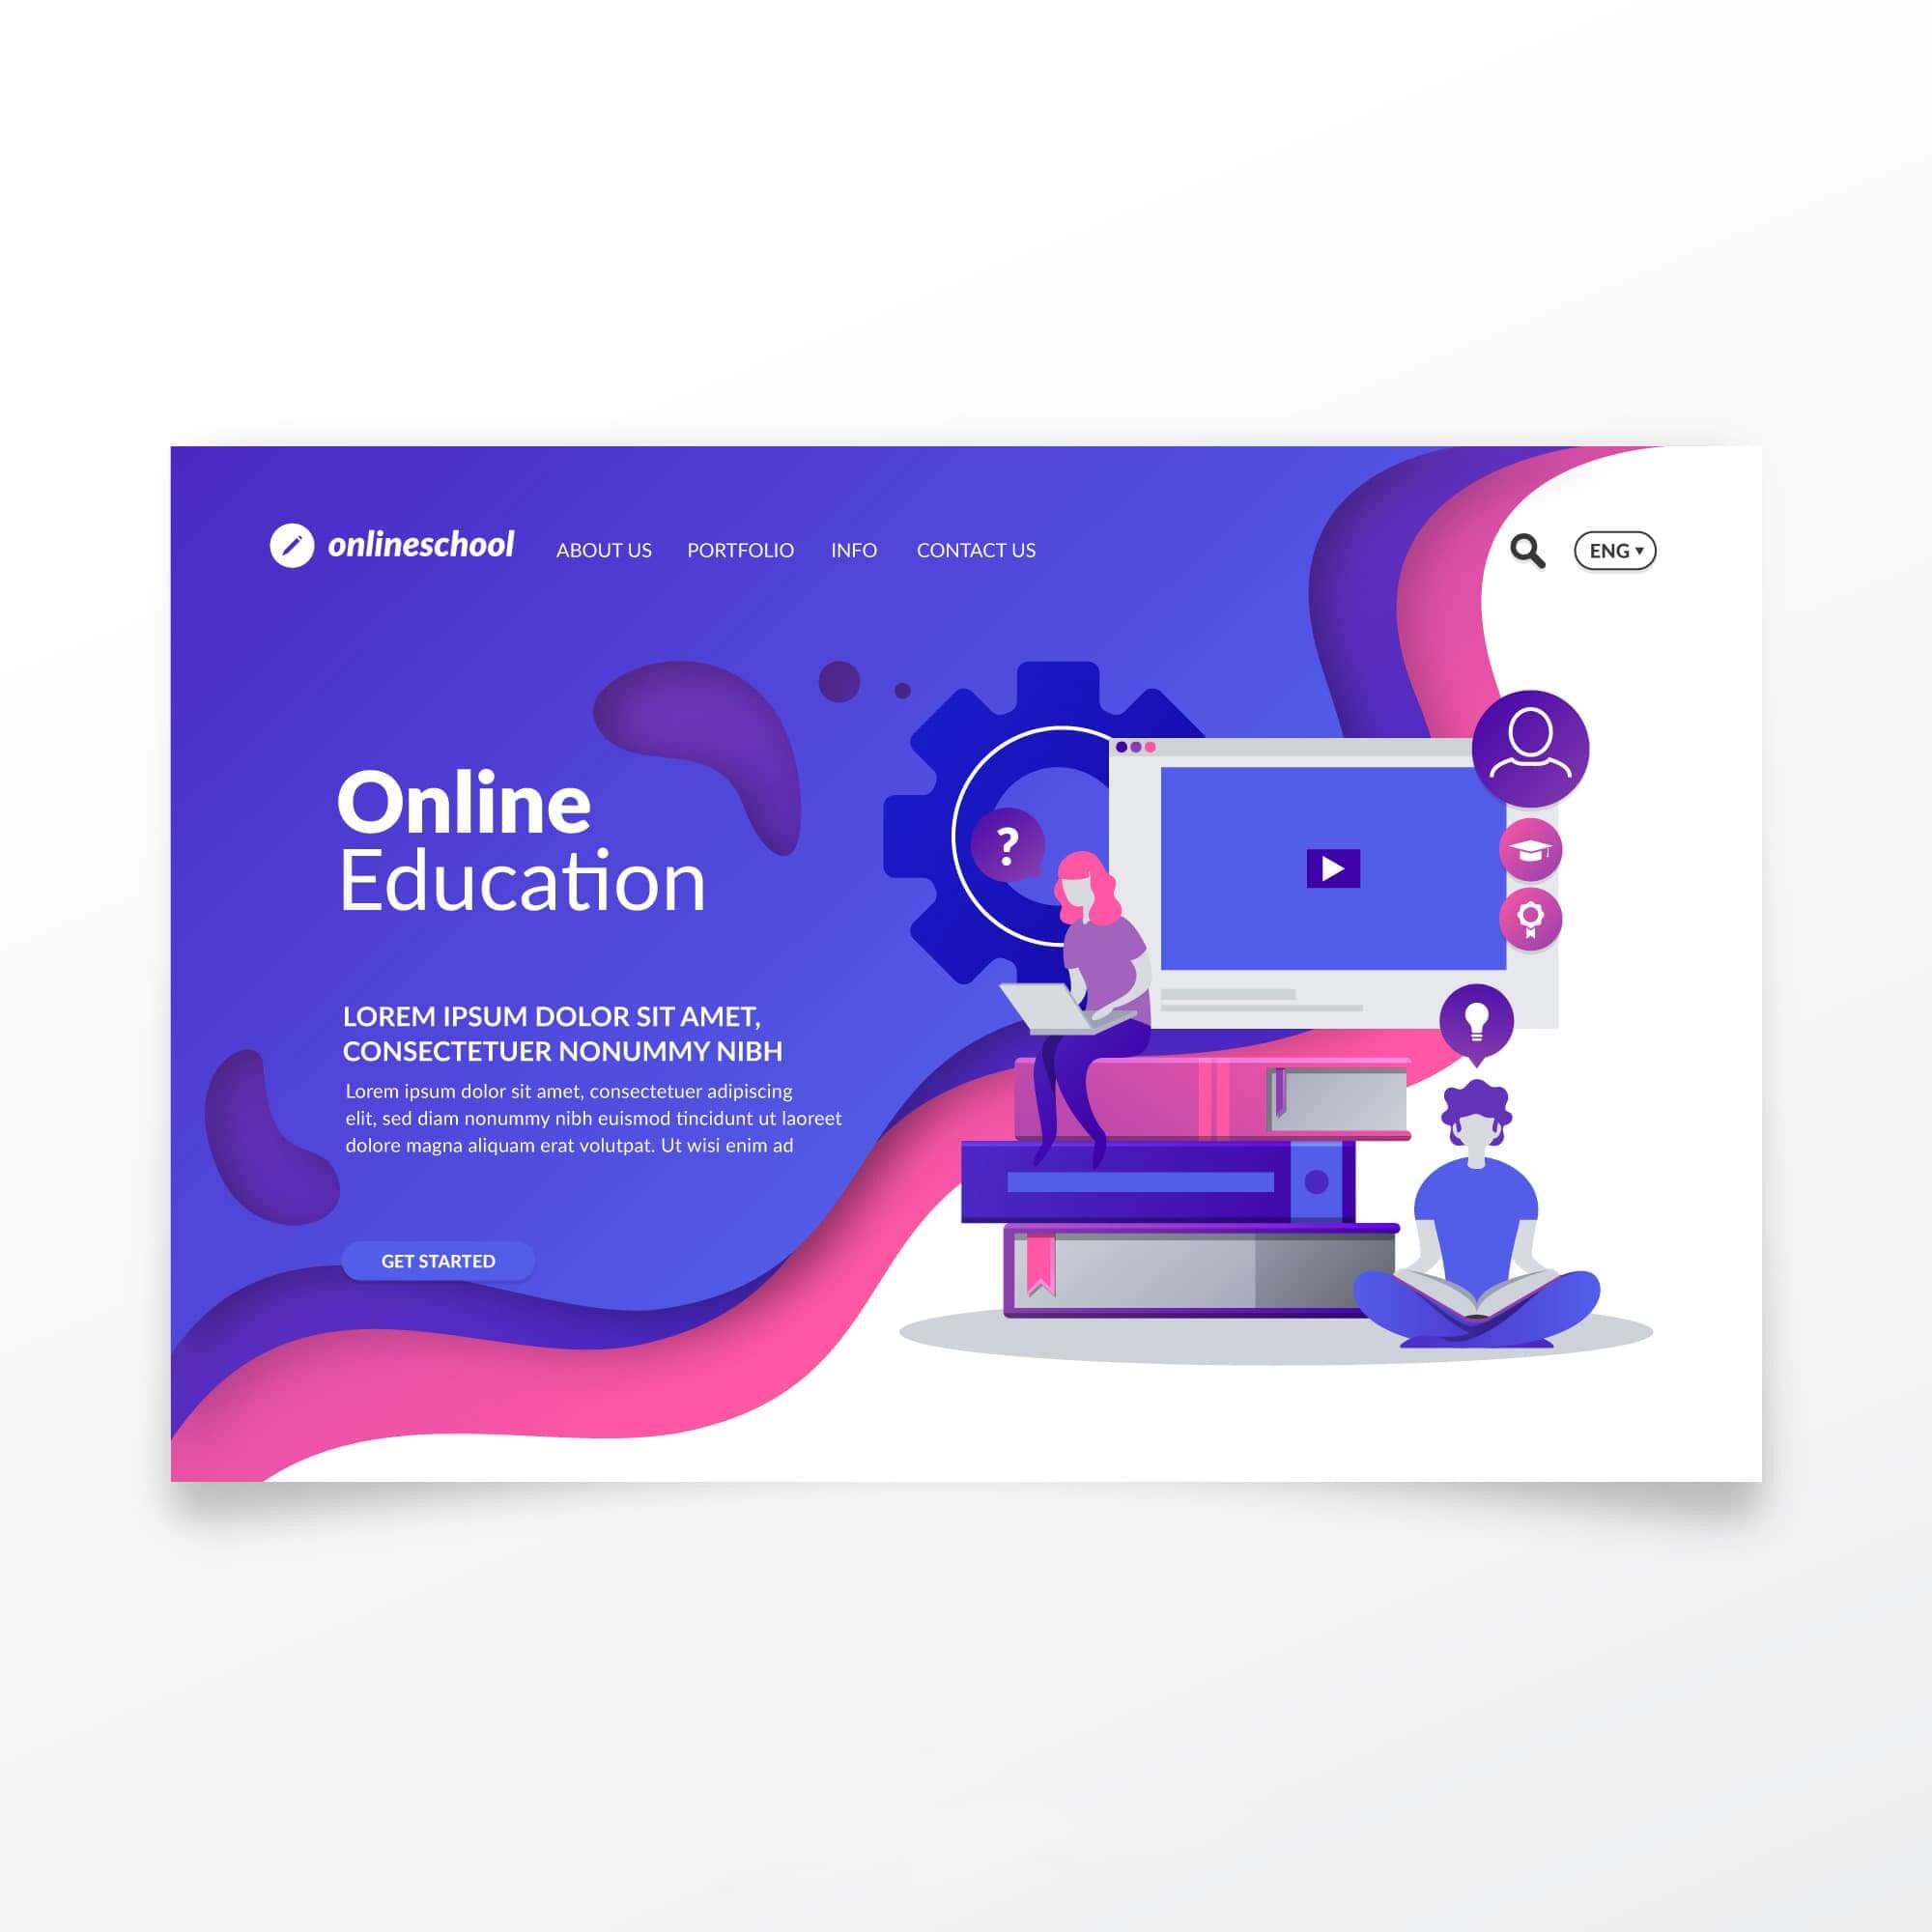 onlineschool
ABOUT US PORTFOLIO INFO CONTACT US
ENG
Online
Education
?
LOREM IPSUM DOLOR SIT AMET,
CONSECTETUER NONUMMY NIBH
Lorem ipsum dolor sit amet, consectetuer adipiscing
elit, sed diam nonummy nibh euismod tincidunt ut laoreet
dolore magna aliquam erat volutpat. Ut wisi enim ad
GET STARTED